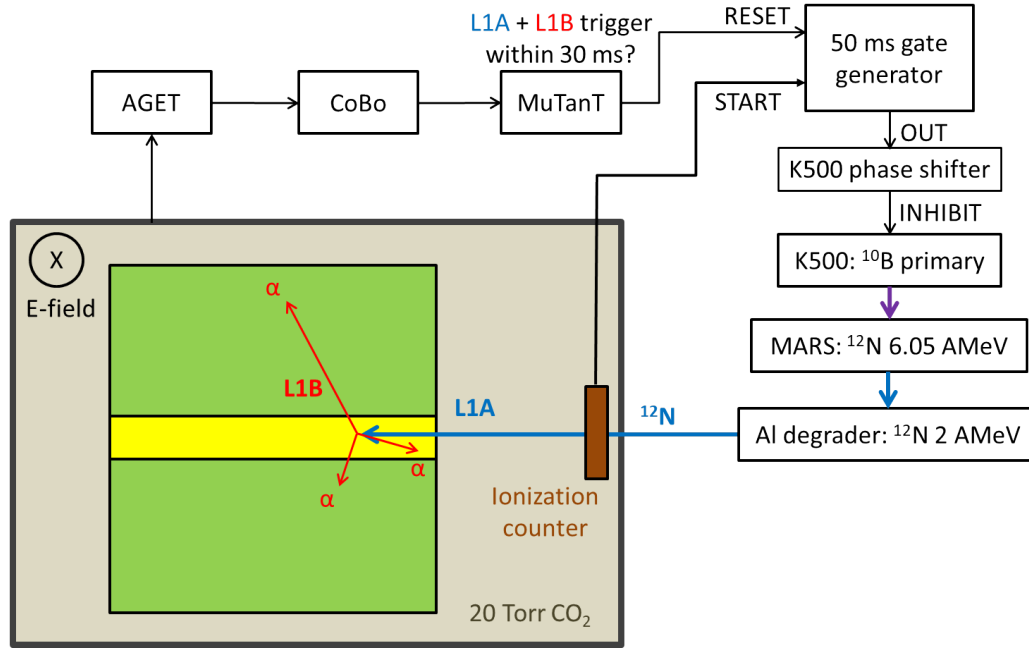 L1A + L1B trigger
within 30 ms?
RESET
50 ms gate
generator
AGET
CoBo
MuTanT
START
OUT
K500 phase shifter
INHIBIT
X
E-field
K500: ¹⁰B primary
α
MARS: ¹²N 6.05 AMeV
L1B
L1A
¹²N
Al degrader: ¹²N 2 AMeV
α
α
Ionization
counter
20 Torr CO₂